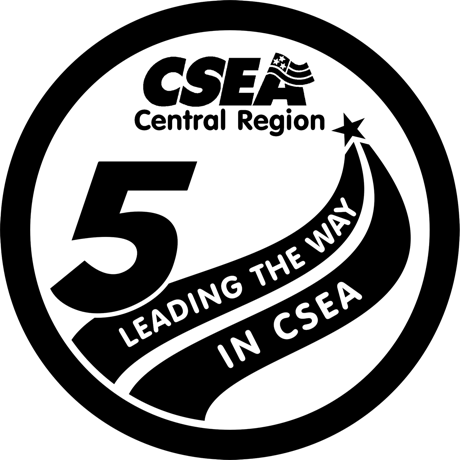 CSEA
Central Region
5
LEADING THE WAY
IN CSEA